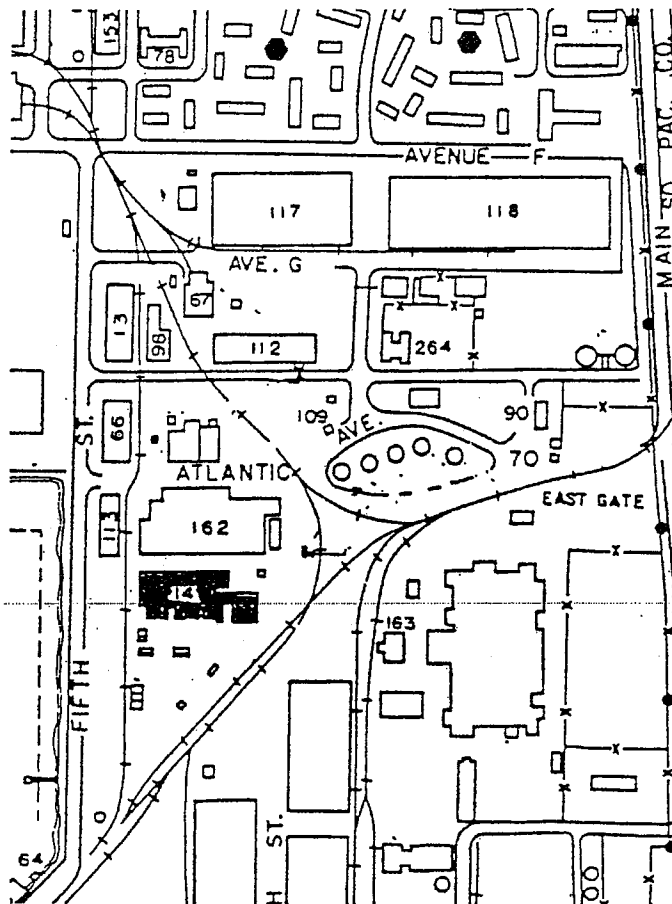 153
78
AVENUE F
117
118
AVE. G
MAIN SO. PAC. CO.
67
13
98
112
264
109
AVE.
90
66
ST.
70
ATLANTIC
EAST GATE
113
162
14
163
FIFTH
ST.
64
H